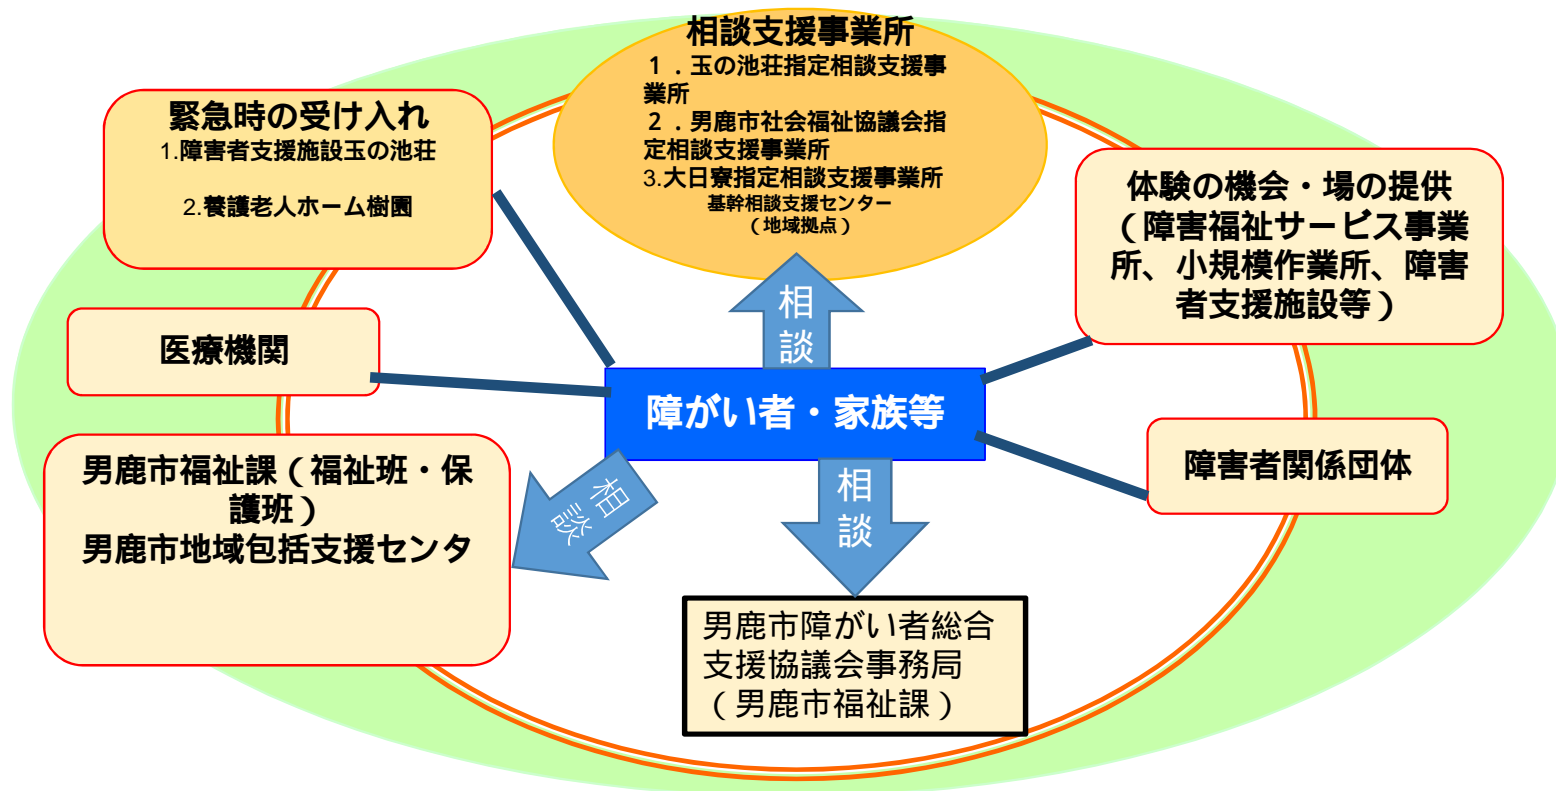 相談支援事業所
１．玉の池荘指定相談支援事
業所
２．男鹿市社会福祉協議会指
定相談支援事業所
3.大日寮指定相談支援事業所
基幹相談支援センター
（地域拠点）
緊急時の受け入れ
1.障害者支援施設玉の池荘
2.養護老人ホーム樹園
体験の機会・場の提供
（障害福祉サービス事業
所、小規模作業所、障害
者支援施設等）
相
談
医療機関
障がい者・家族等
男鹿市福祉課（福祉班・保
護班）
男鹿市地域包括支援センタ
相
談
相
談
障害者関係団体
男鹿市障がい者総合
支援協議会事務局
（男鹿市福祉課）